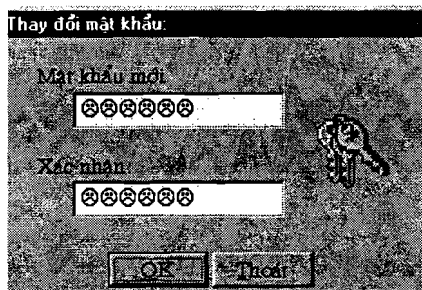 Thay đổi mật khẩu:
Mật khẩu mới
☹☹☹☹☹☹
Xác nhận
☹☹☹☹☹☹
OK Thoát